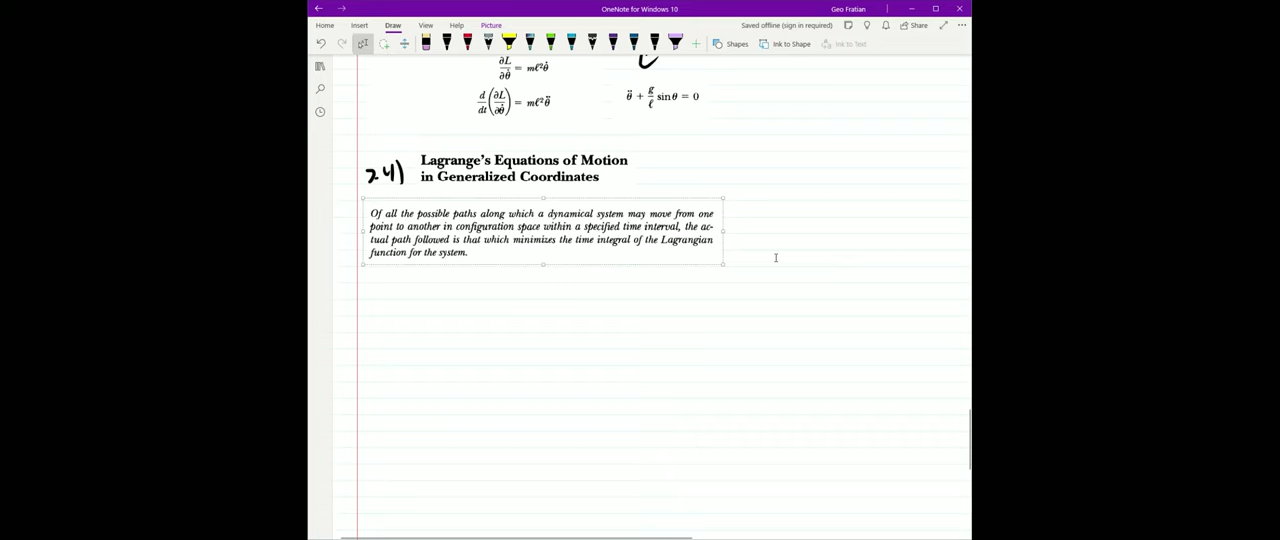 OneNote for Windows 10
Geo Fratian
Home Insert Draw View Help Picture
Saved offline (sign in required)
Share
Shapes Ink to Shape Ink to Text
∂L/∂θ̇ = mℓ²θ̇
d/dt(∂L/∂θ̇) = mℓ²θ̈
θ̈ + g/ℓ sin θ = 0
24)
Lagrange's Equations of Motion
in Generalized Coordinates
Of all the possible paths along which a dynamical system may move from one
point to another in configuration space within a specified time interval, the ac-
tual path followed is that which minimizes the time integral of the Lagrangian
function for the system.